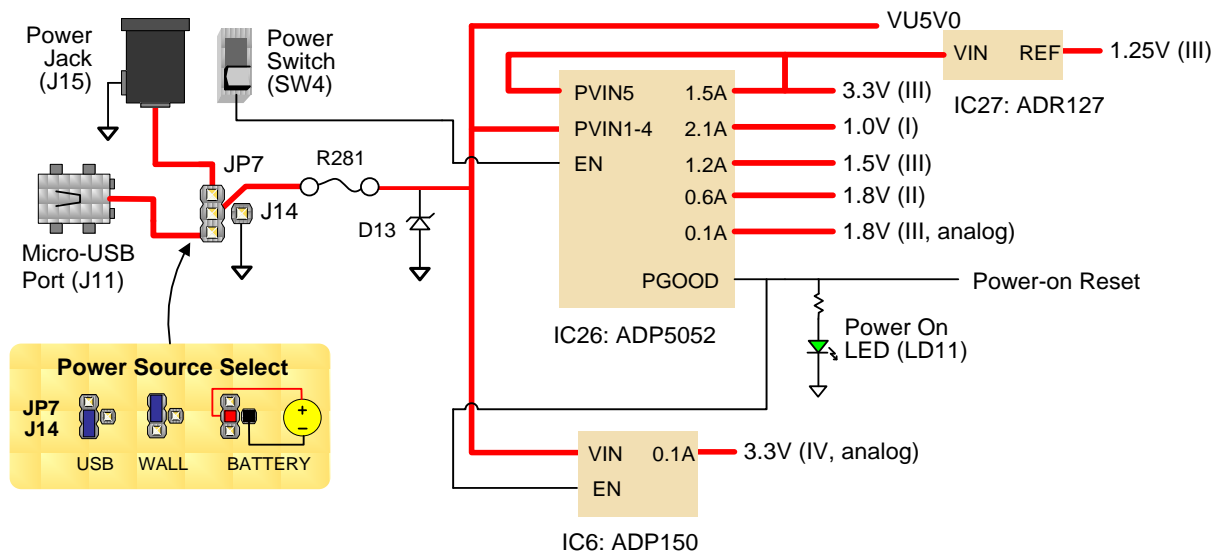 Power
Jack
(J15)
Power
Switch
(SW4)
VU5V0
VIN REF
1.25V (III)
IC27: ADR127
PVIN5 1.5A
3.3V (III)
PVIN1-4 2.1A
1.0V (I)
EN 1.2A
1.5V (III)
0.6A
1.8V (II)
0.1A
1.8V (III, analog)
PGOOD
Power-on Reset
IC26: ADP5052
JP7
R281
J14
D13
Micro-USB
Port (J11)
Power On
LED (LD11)
Power Source Select
JP7
J14
+
−
USB WALL BATTERY
VIN 0.1A
3.3V (IV, analog)
EN
IC6: ADP150